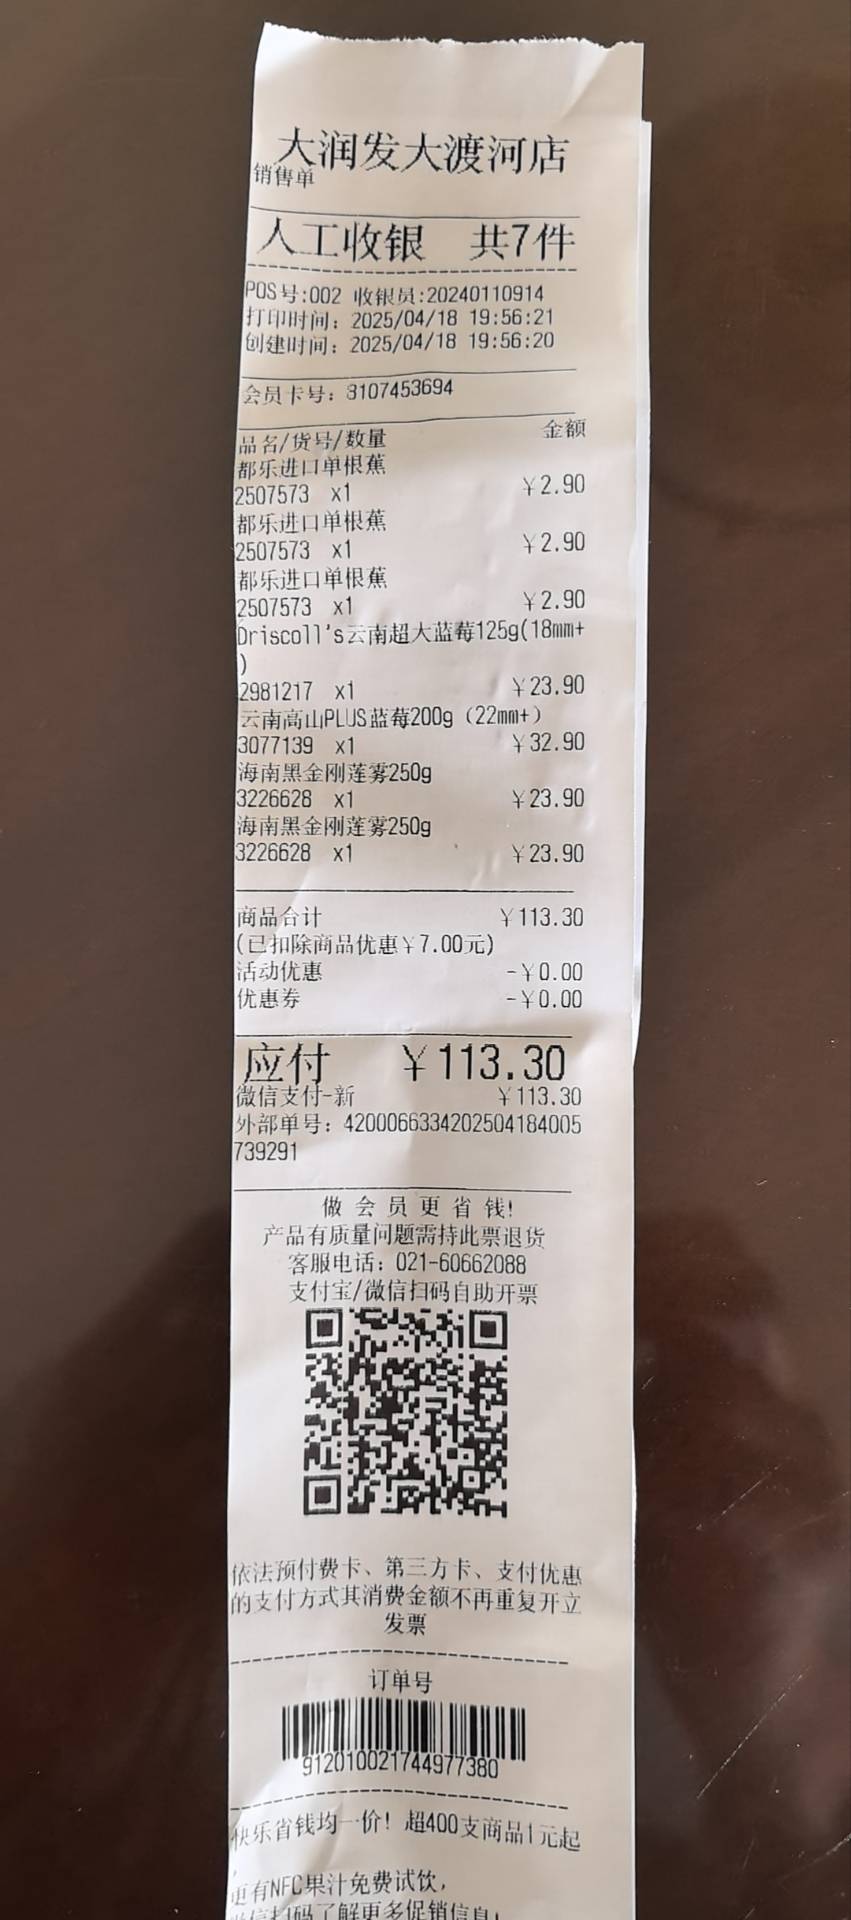 大润发大渡河店
销售单
人工收银 共7件
POS号:002 收银员:20240110914
打印时间: 2025/04/18 19:56:21
创建时间: 2025/04/18 19:56:20
会员卡号: 3107453694
品名/货号/数量 金额
都乐进口单根蕉
2507573 x1 ￥2.90
都乐进口单根蕉
2507573 x1 ￥2.90
都乐进口单根蕉
2507573 x1 ￥2.90
Driscoll's云南超大蓝莓125g(18mm+
)
2981217 x1 ￥23.90
云南高山PLUS蓝莓200g（22mm+）
3077139 x1 ￥32.90
海南黑金刚莲雾250g
3226628 x1 ￥23.90
海南黑金刚莲雾250g
3226628 x1 ￥23.90
商品合计 ￥113.30
(已扣除商品优惠￥7.00元)
活动优惠 -￥0.00
优惠券 -￥0.00
应付 ￥113.30
微信支付-新 ￥113.30
外部单号: 4200066334202504184005
739291
做会员更省钱!
产品有质量问题需持此票退货
客服电话: 021-60662088
支付宝/微信扫码自助开票
依法预付费卡、第三方卡、支付优惠
的支付方式其消费金额不再重复开立
发票
订单号
912010021744977380
快乐省钱均一价! 超400支商品1元起
,
更有NFC果汁免费试饮,
微信扫码了解更多促销信息!